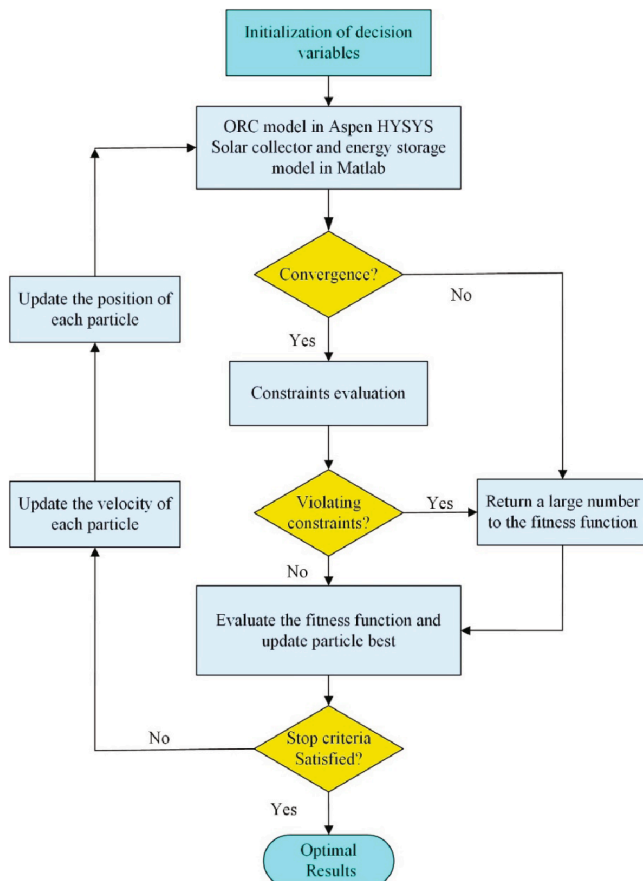 Initialization of decision
variables
ORC model in Aspen HYSYS
Solar collector and energy storage
model in Matlab
Convergence?
No
Yes
Update the position of
each particle
Constraints evaluation
Update the velocity of
each particle
Violating
constraints?
Yes
Return a large number
to the fitness function
No
Evaluate the fitness function and
update particle best
Stop criteria
Satisfied?
No
Yes
Optimal
Results